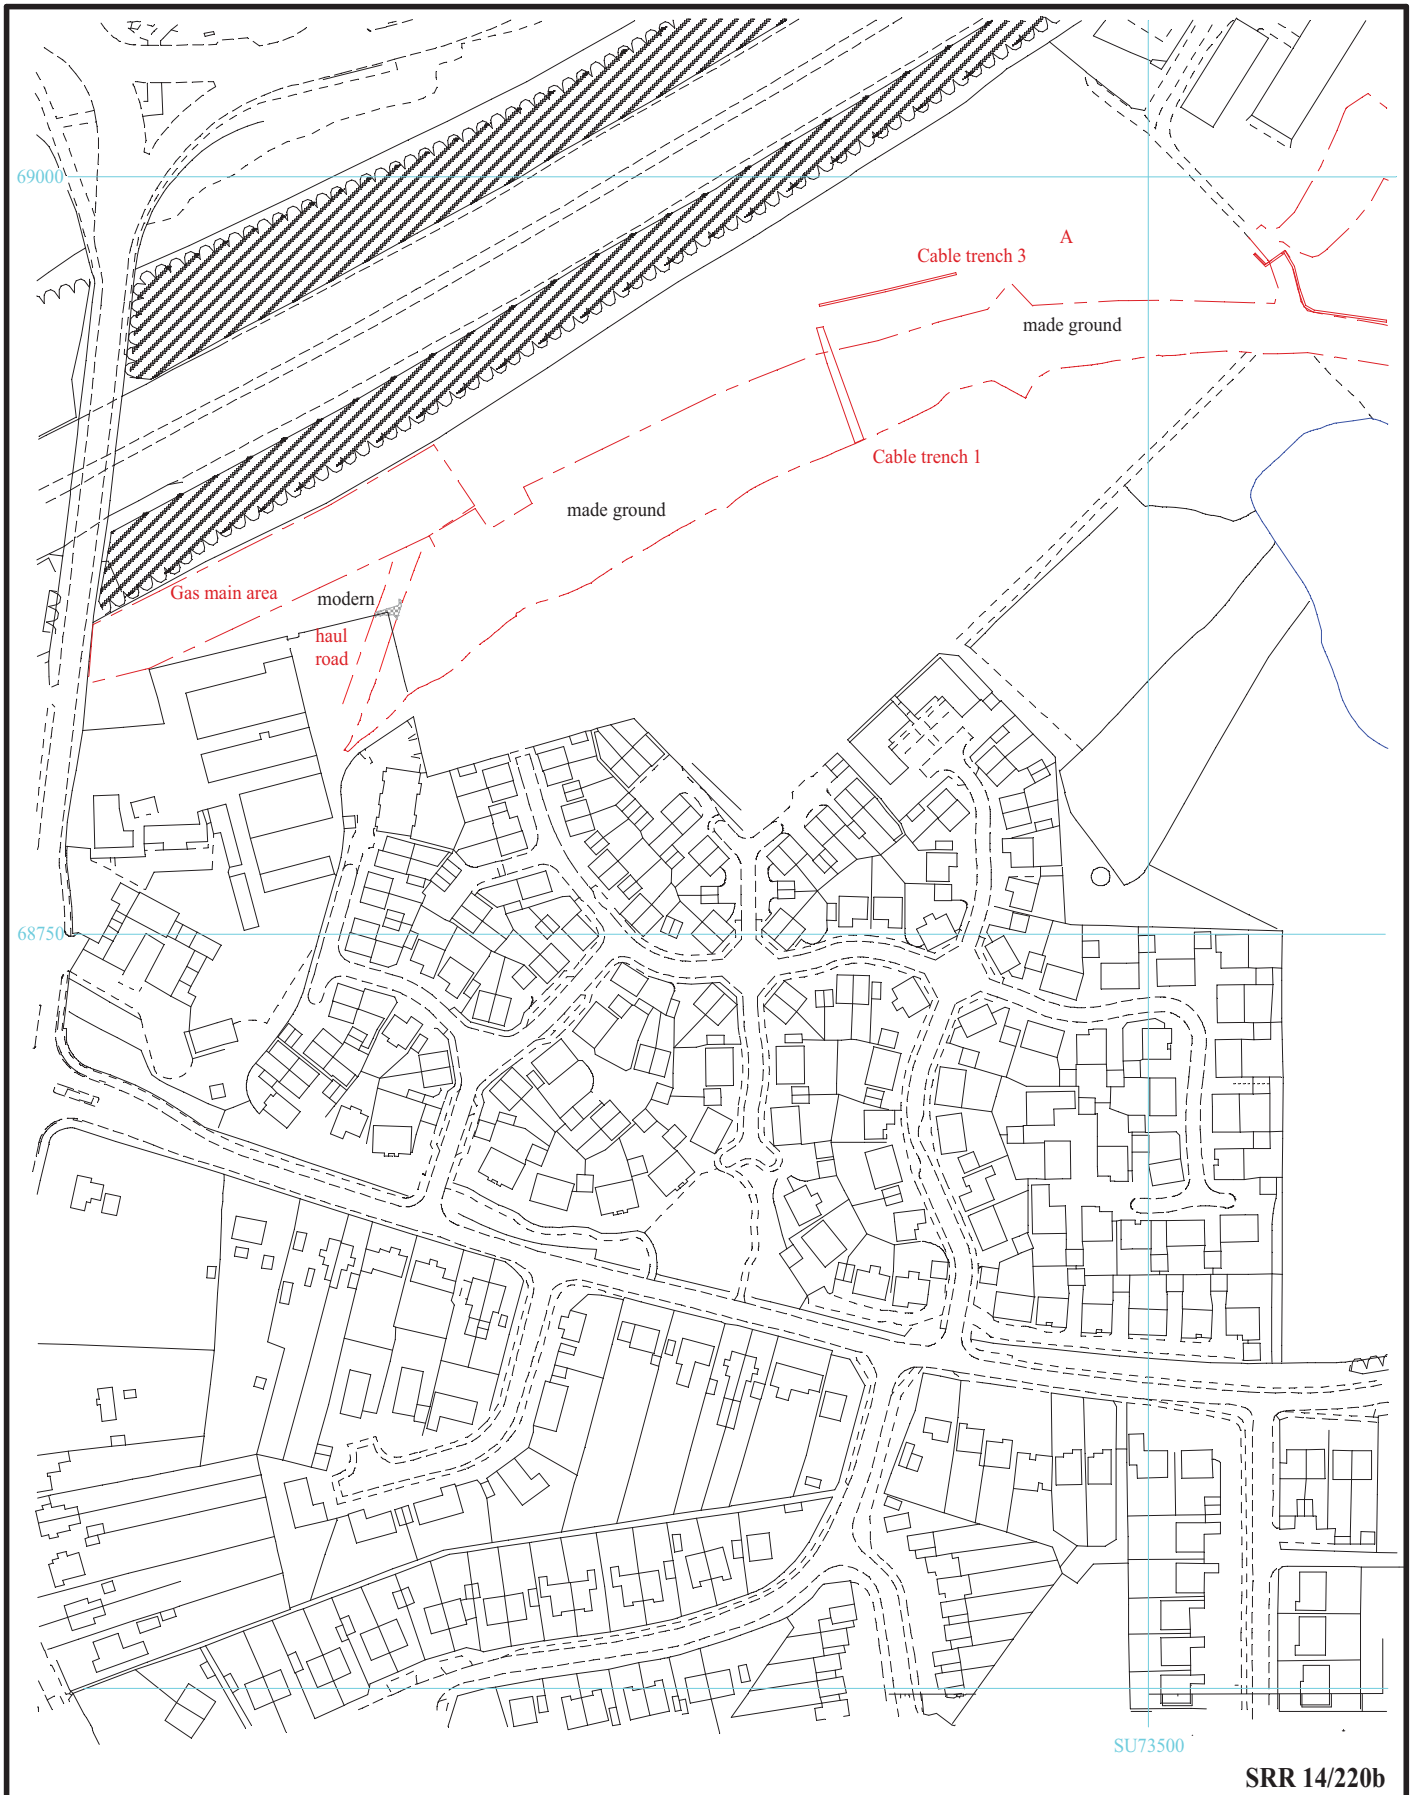 69000
A
Cable trench 3
made ground
Cable trench 1
made ground
Gas main area
modern
haul
road
68750
SU73500
SRR 14/220b